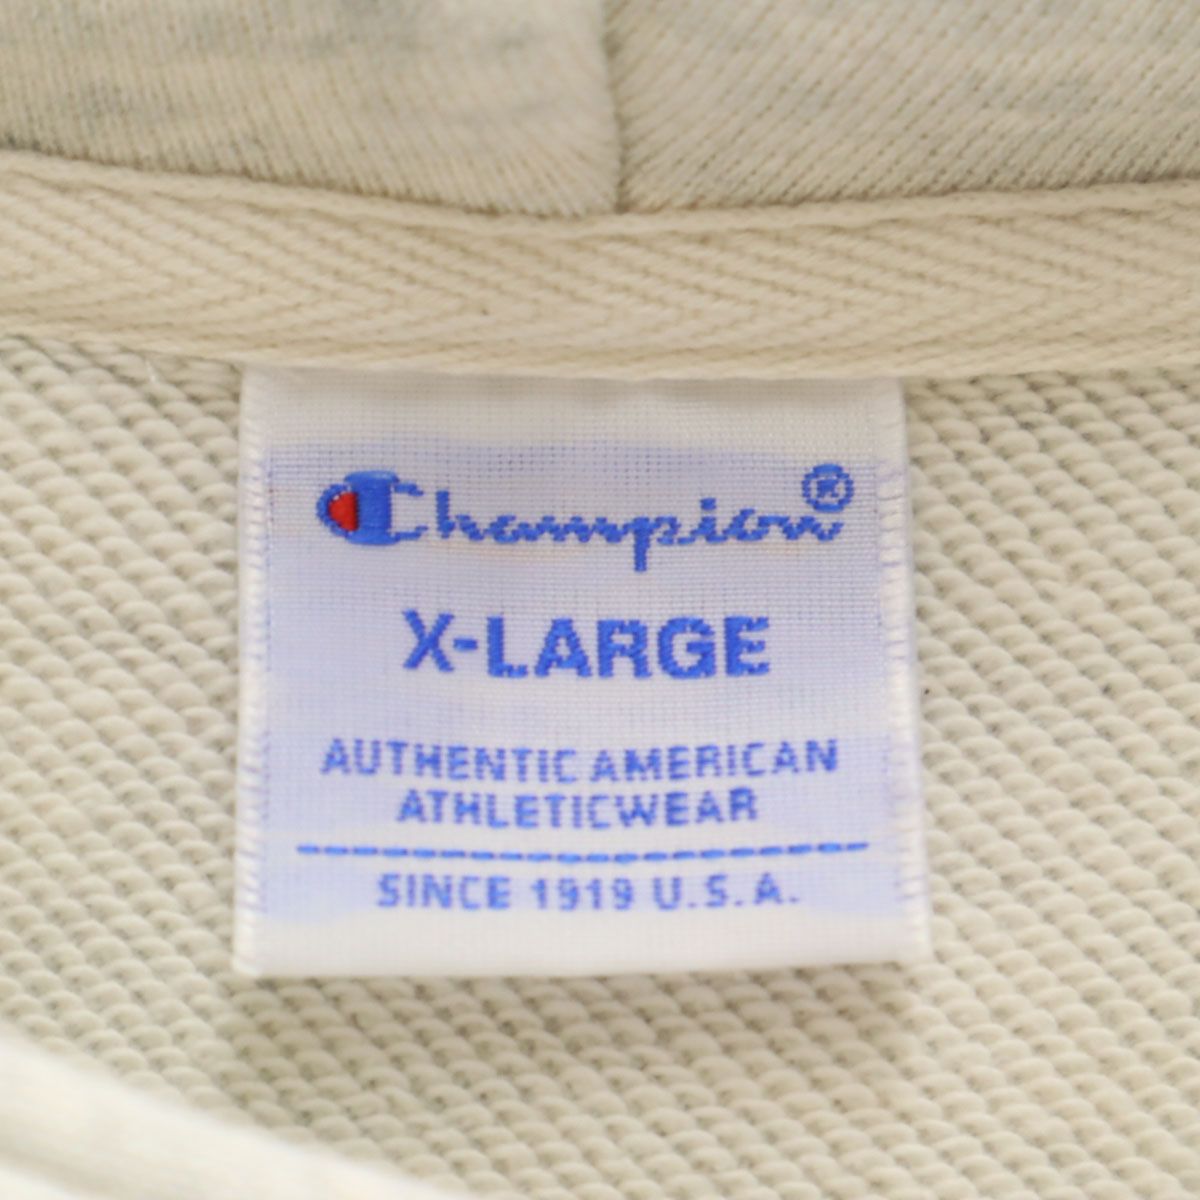 Champion®
X-LARGE
AUTHENTIC AMERICAN
ATHLETICWEAR
SINCE 1919 U.S.A.